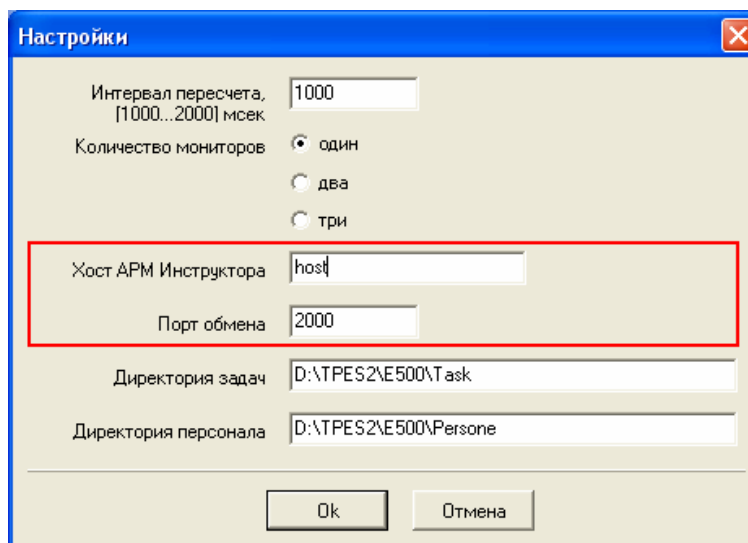 Настройки
Интервал пересчета,
[1000...2000] мсек
1000
Количество мониторов
один
два
три
Хост АРМ Инструктора
host
Порт обмена
2000
Директория задач
D:\TPES2\E500\Task
Директория персонала
D:\TPES2\E500\Persone
Ok
Отмена